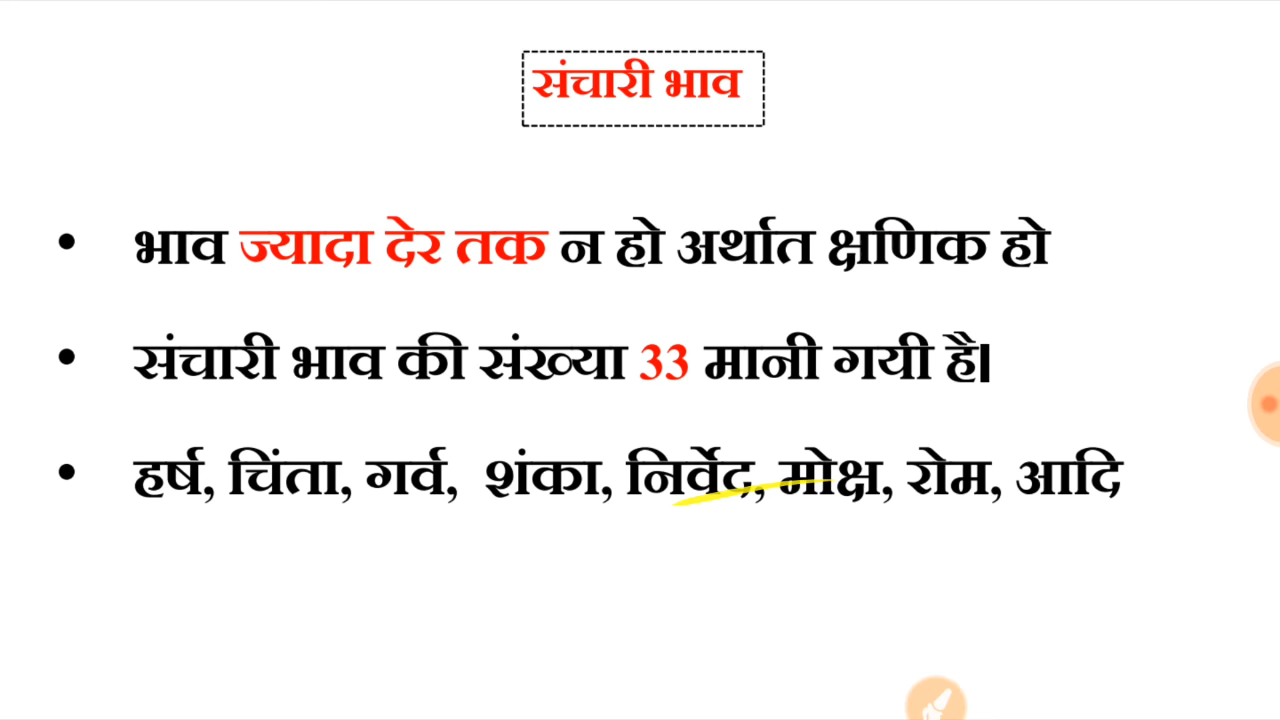 संचारी भाव
• भाव ज्यादा देर तक न हो अर्थात क्षणिक हो
• संचारी भाव की संख्या 33 मानी गयी है।
• हर्ष, चिंता, गर्व, शंका, निर्वेद, मोक्ष, रोम, आदि